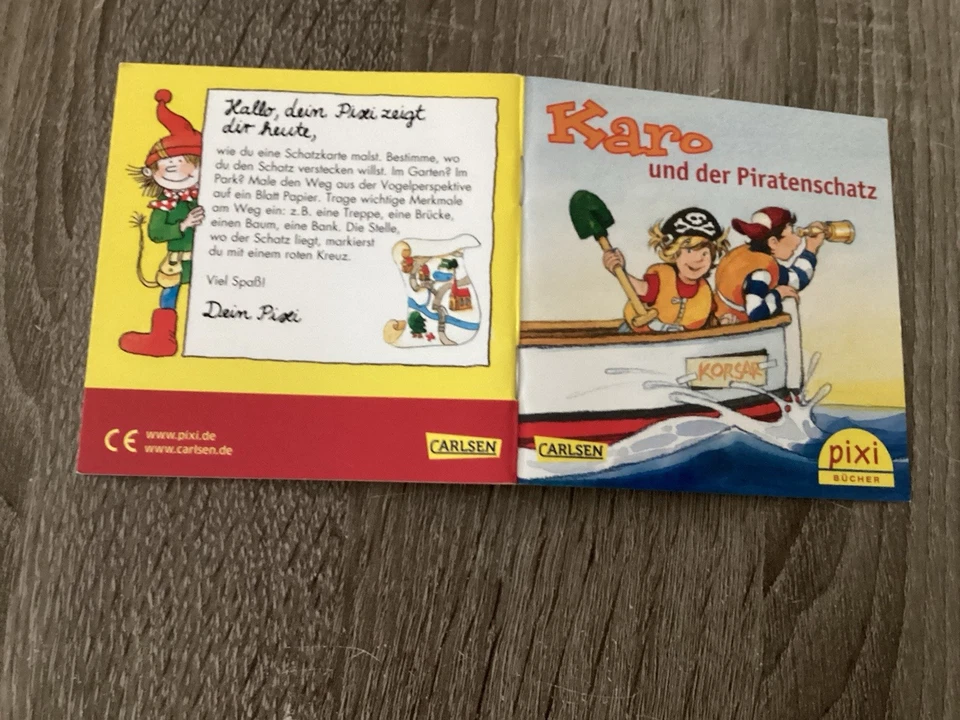 Hallo, dein Pixi zeigt
dir heute,
wie du eine Schatzkarte malst. Bestimme, wo
du den Schatz verstecken willst. Im Garten? Im
Park? Male den Weg aus der Vogelperspektive
auf ein Blatt Papier. Trage wichtige Merkmale
am Weg ein: z.B. eine Treppe, eine Brücke,
einen Baum, eine Bank. Die Stelle,
wo der Schatz liegt, markierst
du mit einem roten Kreuz.
Viel Spaß!
Dein Pixi
CE
www.pixi.de
www.carlsen.de
CARLSEN
Karo
und der Piratenschatz
KORSAR
CARLSEN
pixi
BÜCHER